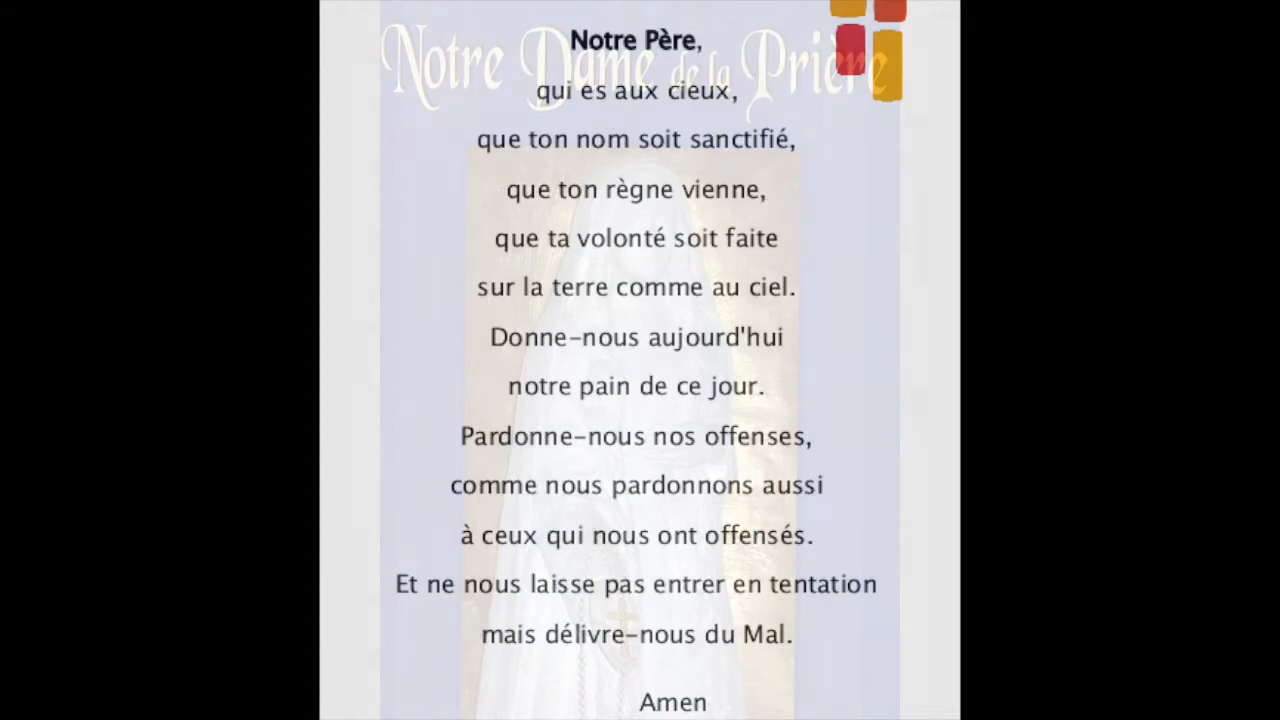 Notre Dame de la Prière
Notre Père,
qui es aux cieux,
que ton nom soit sanctifié,
que ton règne vienne,
que ta volonté soit faite
sur la terre comme au ciel.
Donne-nous aujourd'hui
notre pain de ce jour.
Pardonne-nous nos offenses,
comme nous pardonnons aussi
à ceux qui nous ont offensés.
Et ne nous laisse pas entrer en tentation
mais délivre-nous du Mal.
Amen